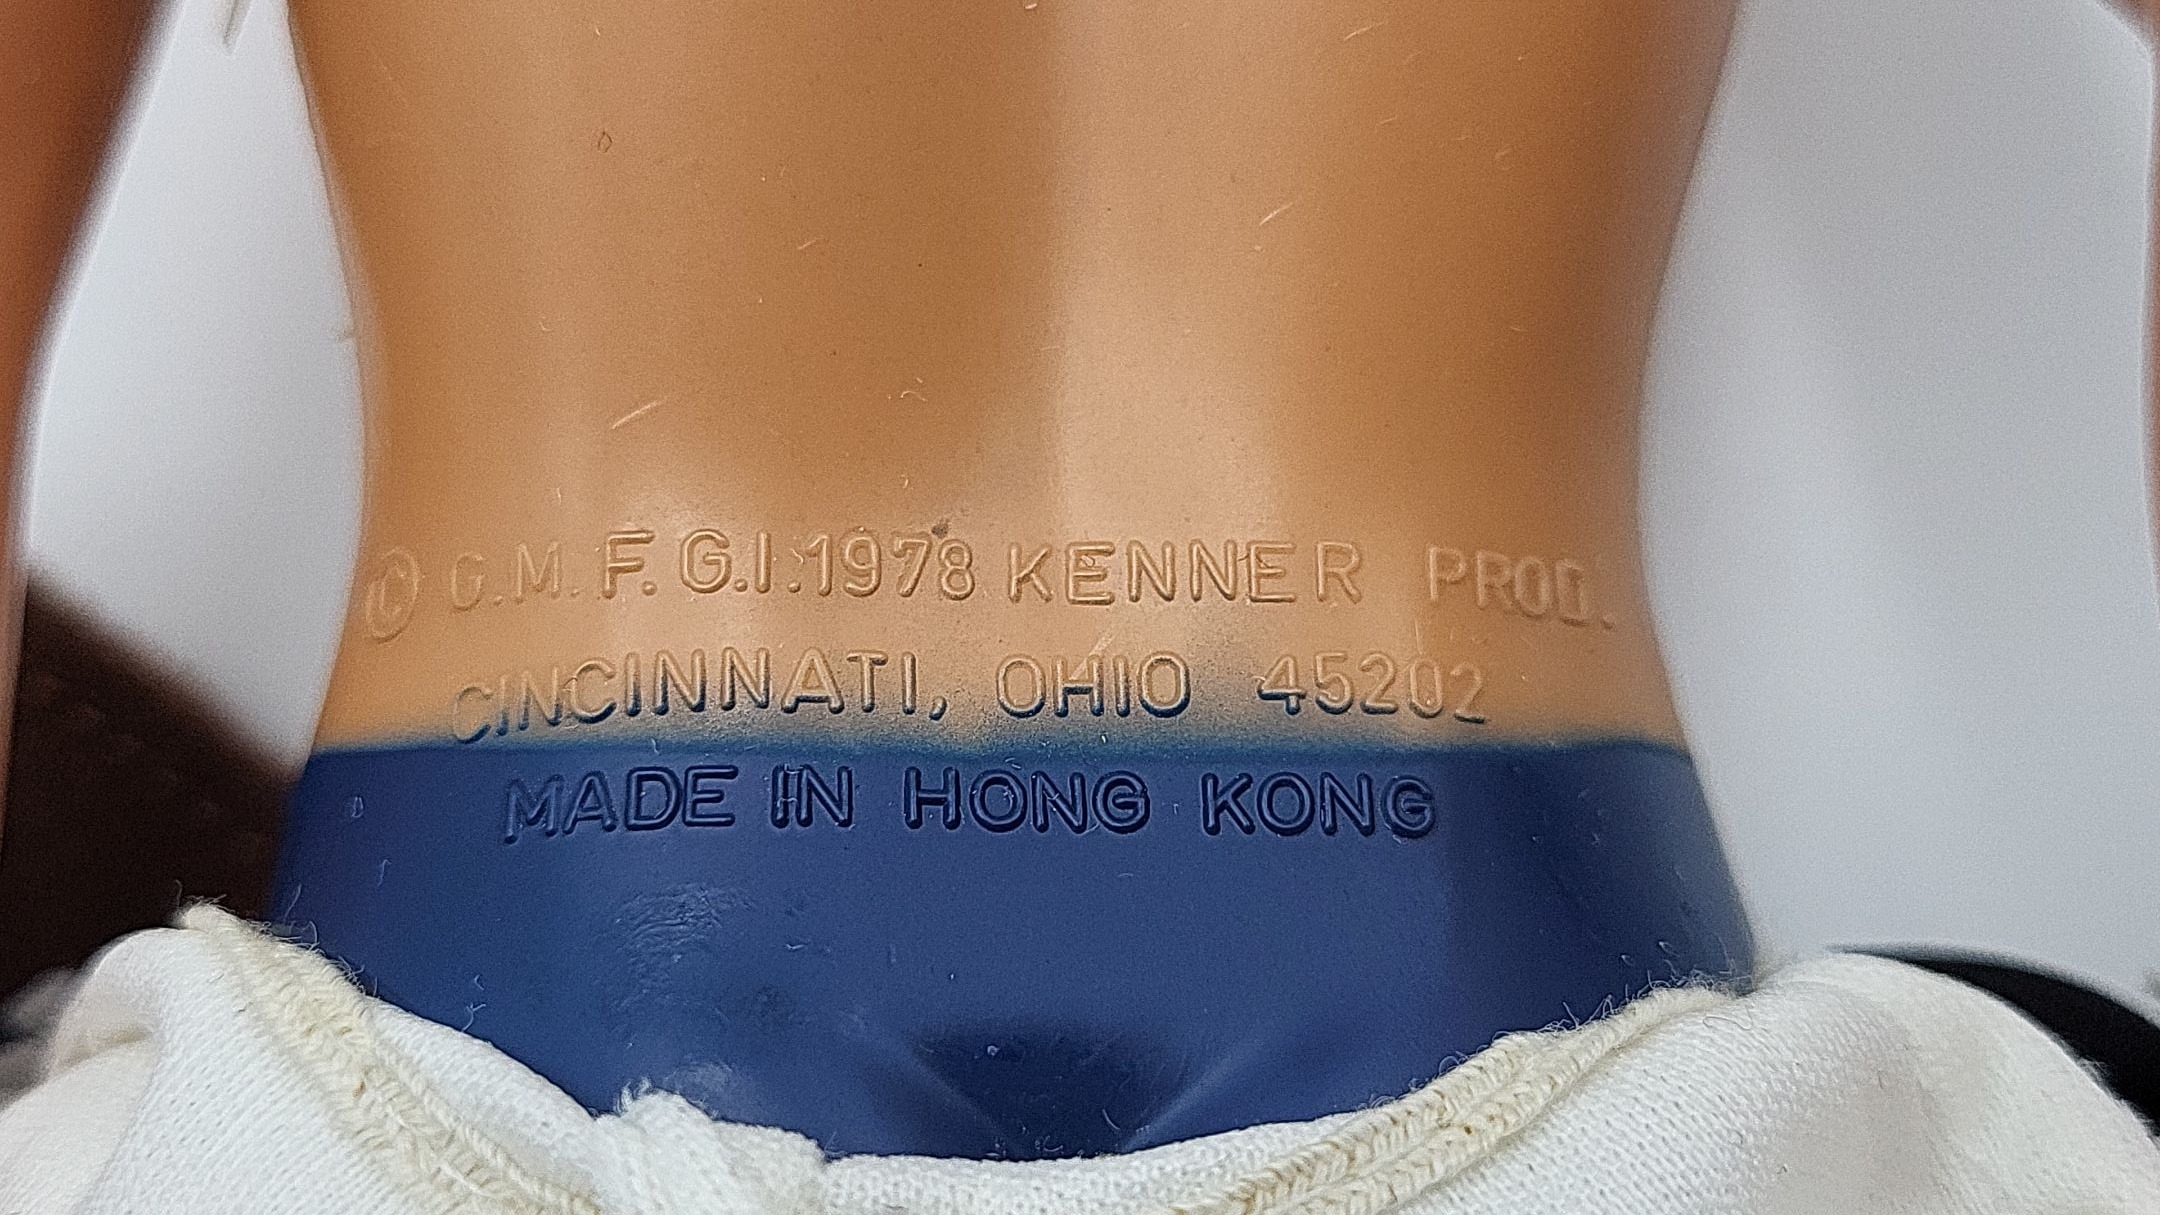 © G.M.F.G.I. 1978 KENNER PROD.
CINCINNATI, OHIO 45202
MADE IN HONG KONG